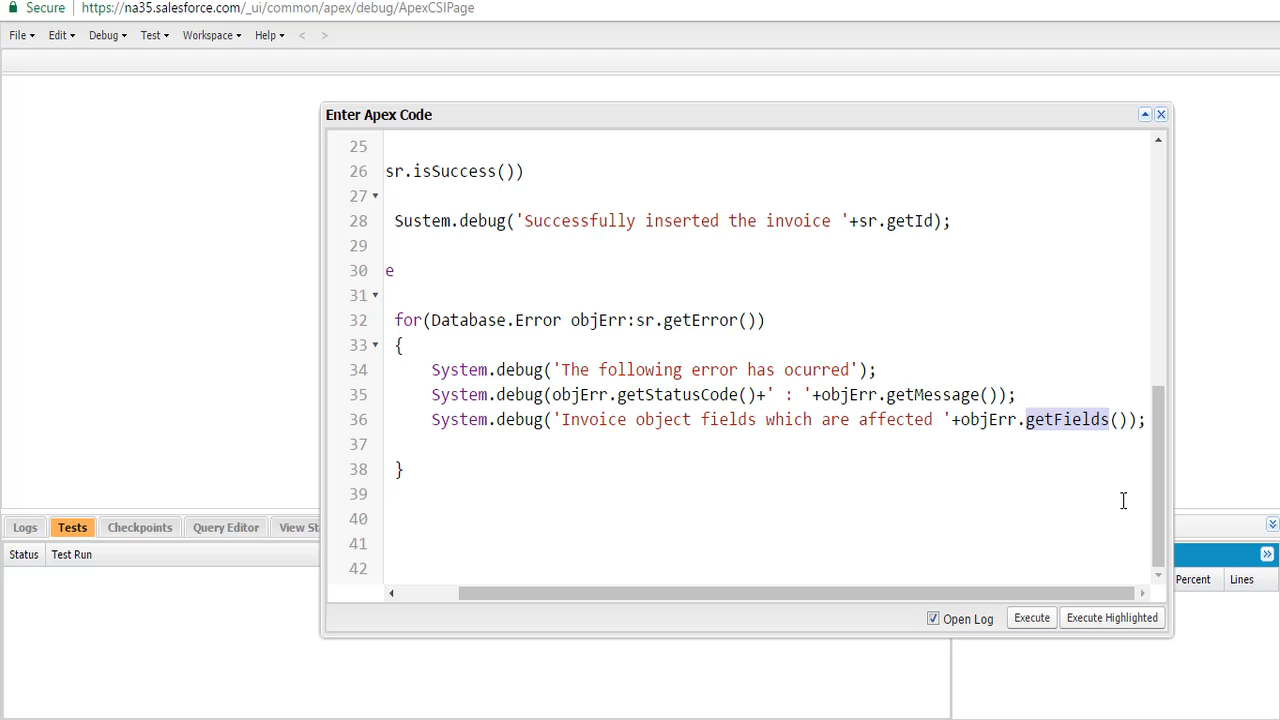 Secure https://na35.salesforce.com/_ui/common/apex/debug/ApexCSIPage
File Edit Debug Test Workspace Help < >
Enter Apex Code
25
26 sr.isSuccess())
27
28 Sustem.debug('Successfully inserted the invoice '+sr.getId);
29
30 e
31
32 for(Database.Error objErr:sr.getError())
33 {
34 System.debug('The following error has ocurred');
35 System.debug(objErr.getStatusCode()+' : '+objErr.getMessage());
36 System.debug('Invoice object fields which are affected '+objErr.getFields());
37
38 }
39
40
41
42
Logs Tests Checkpoints Query Editor View St
Status Test Run Percent Lines
Open Log Execute Execute Highlighted